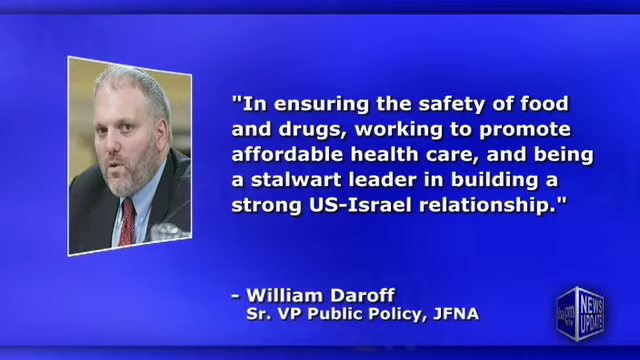 "In ensuring the safety of food
and drugs, working to promote
affordable health care, and being
a stalwart leader in building a
strong US-Israel relationship."
- William Daroff
Sr. VP Public Policy, JFNA
NEWS
UPDATE